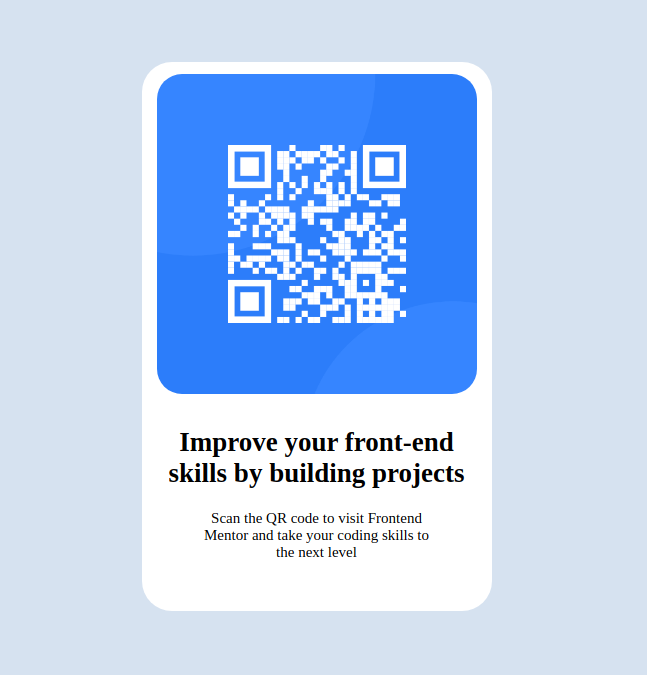 Improve your front-end
skills by building projects
Scan the QR code to visit Frontend
Mentor and take your coding skills to
the next level